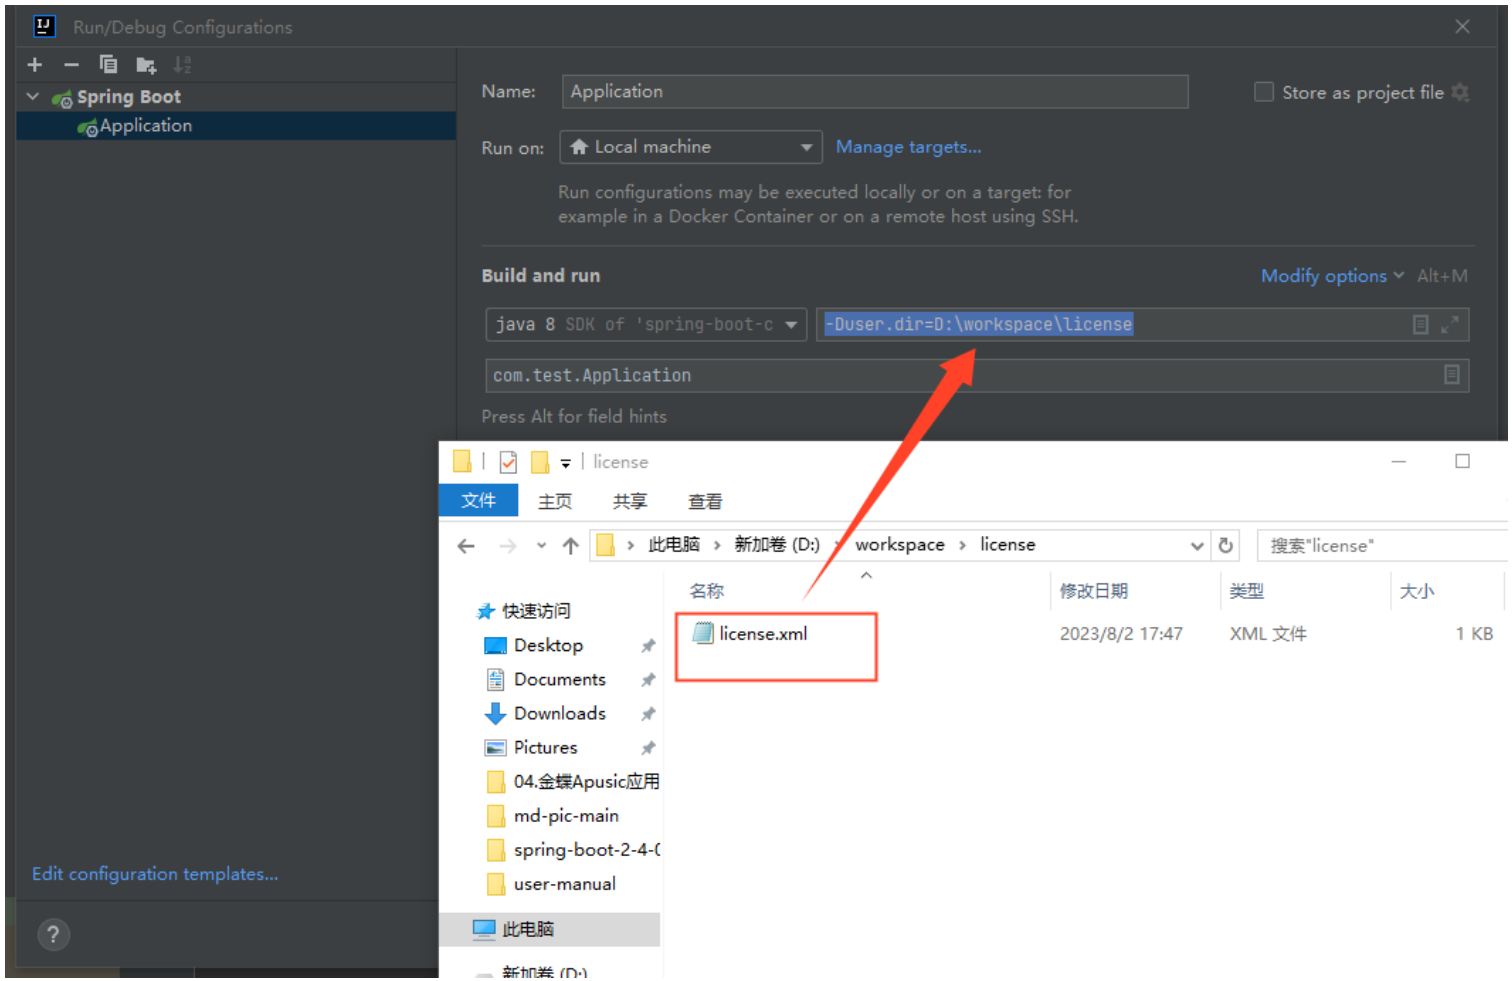 Run/Debug Configurations
Spring Boot
Application
Name: Application
Store as project file
Run on: Local machine
Manage targets...
Run configurations may be executed locally or on a target: for
example in a Docker Container or on a remote host using SSH.
Build and run
Modify options Alt+M
java 8 SDK of 'spring-boot-c
-Duser.dir=D:\workspace\license
com.test.Application
Press Alt for field hints
Edit configuration templates...
?
license
文件 主页 共享 查看
此电脑 › 新加卷 (D:) › workspace › license
搜索"license"
名称 修改日期 类型 大小
license.xml 2023/8/2 17:47 XML 文件 1 KB
快速访问
Desktop
Documents
Downloads
Pictures
04.金蝶Apusic应用
md-pic-main
spring-boot-2-4-0
user-manual
此电脑
新加卷 (D:)